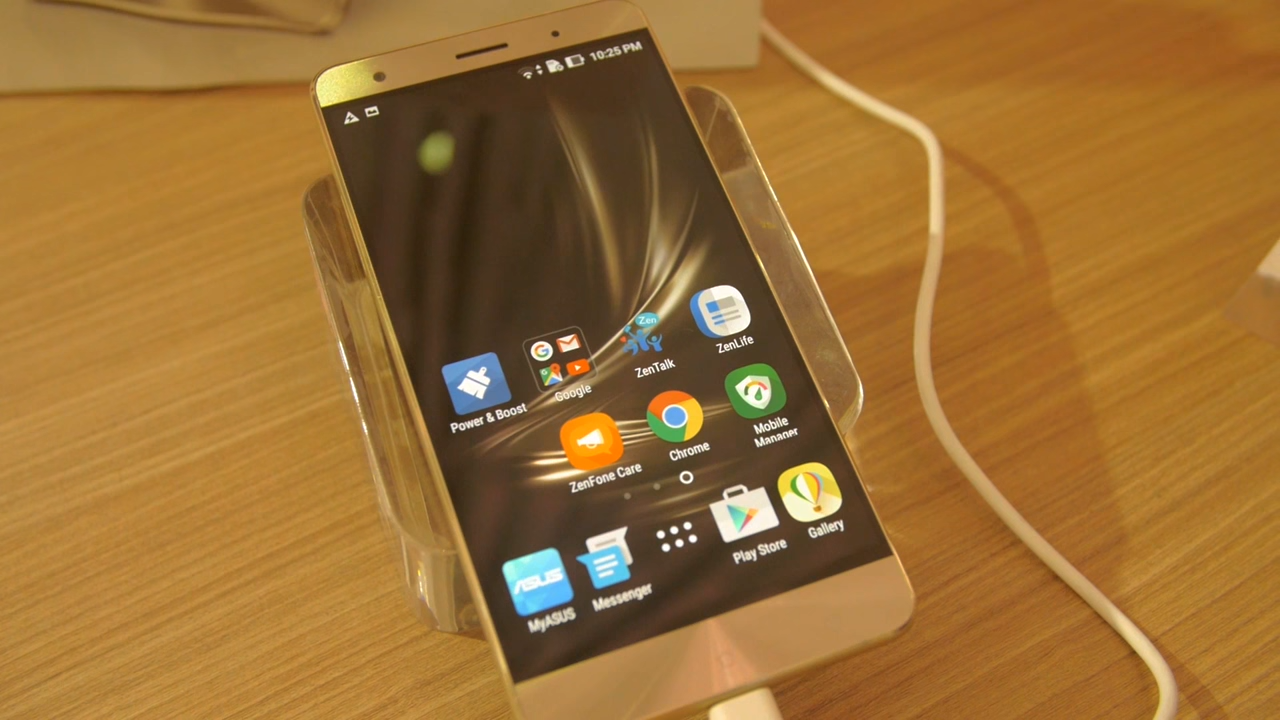 10:25 PM
Zen
Power & Boost
Google
ZenTalk
ZenLife
ZenFone Care
Chrome
Mobile
Manager
ASUS
MyASUS
Messenger
Play Store
Gallery